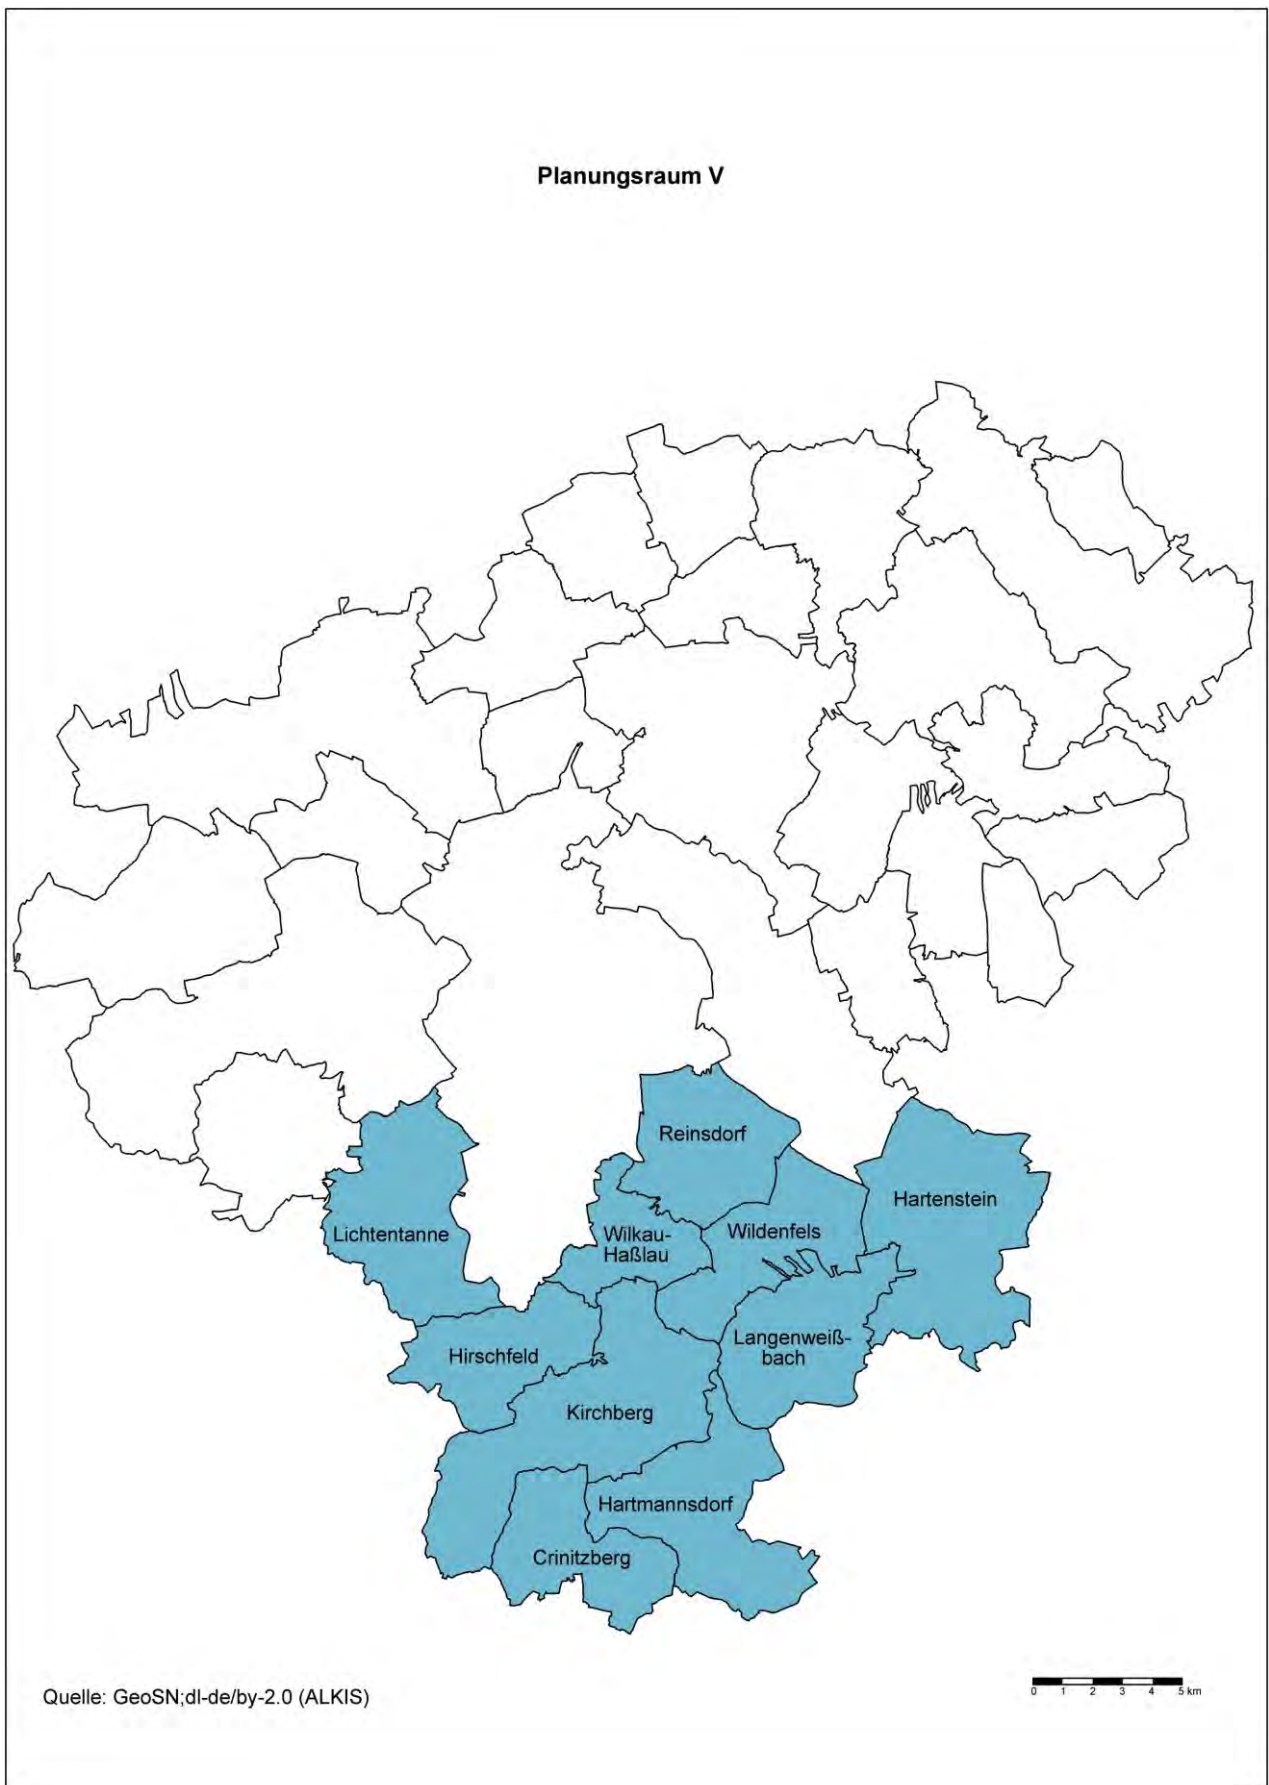 Planungsraum V
Reinsdorf
Hartenstein
Lichtentanne
Wilkau-
Haßlau
Wildenfels
Langenweiß-
bach
Hirschfeld
Kirchberg
Hartmannsdorf
Crinitzberg
Quelle: GeoSN;dl-de/by-2.0 (ALKIS)
0 1 2 3 4 5 km